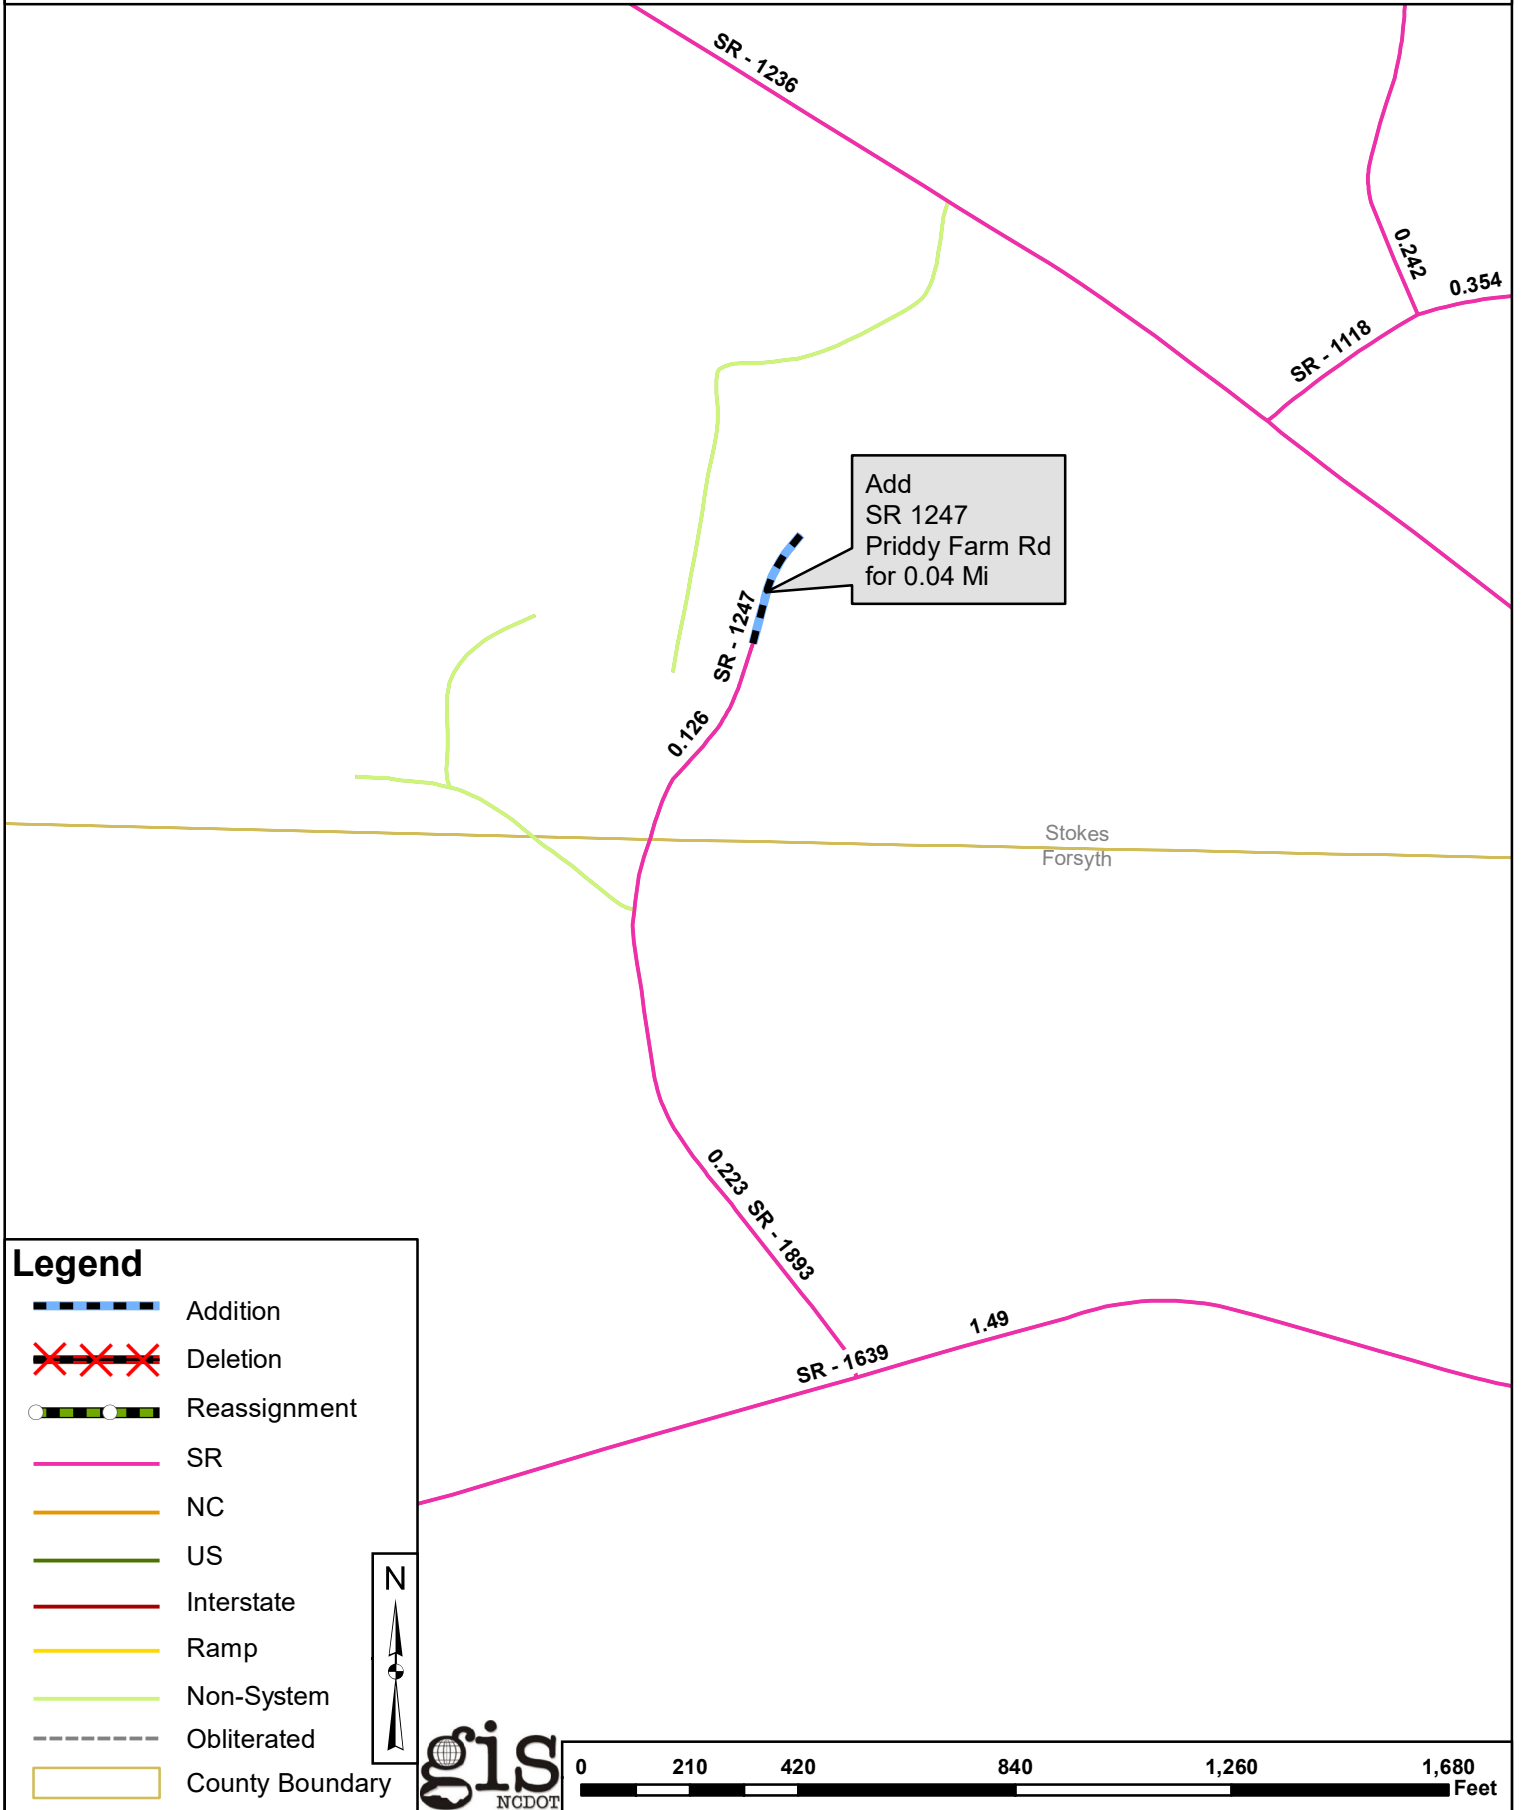 SR - 1236
0.242
0.354
SR - 1118
Add
SR 1247
Priddy Farm Rd
for 0.04 Mi
SR - 1247
0.126
Stokes
Forsyth
0.223 SR - 1893
1.49
SR - 1639
Legend
Addition
Deletion
Reassignment
SR
NC
US
Interstate
Ramp
Non-System
Obliterated
County Boundary
N
gis
NCDOT
0 210 420 840 1,260 1,680
Feet